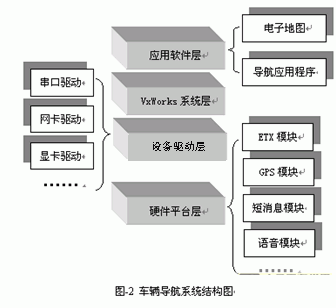 应用软件层
电子地图
导航应用程序
串口驱动
网卡驱动
显卡驱动
......
VxWorks 系统层
设备驱动层
硬件平台层
ETX 模块
GPS 模块
短消息模块
语音模块
......
图-2 车辆导航系统结构图